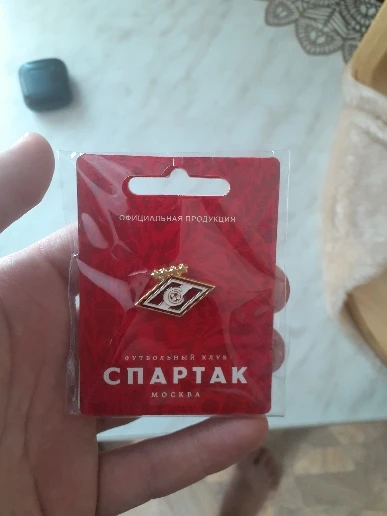 ОФИЦИАЛЬНАЯ ПРОДУКЦИЯ
ФУТБОЛЬНЫЙ КЛУБ
СПАРТАК
МОСКВА